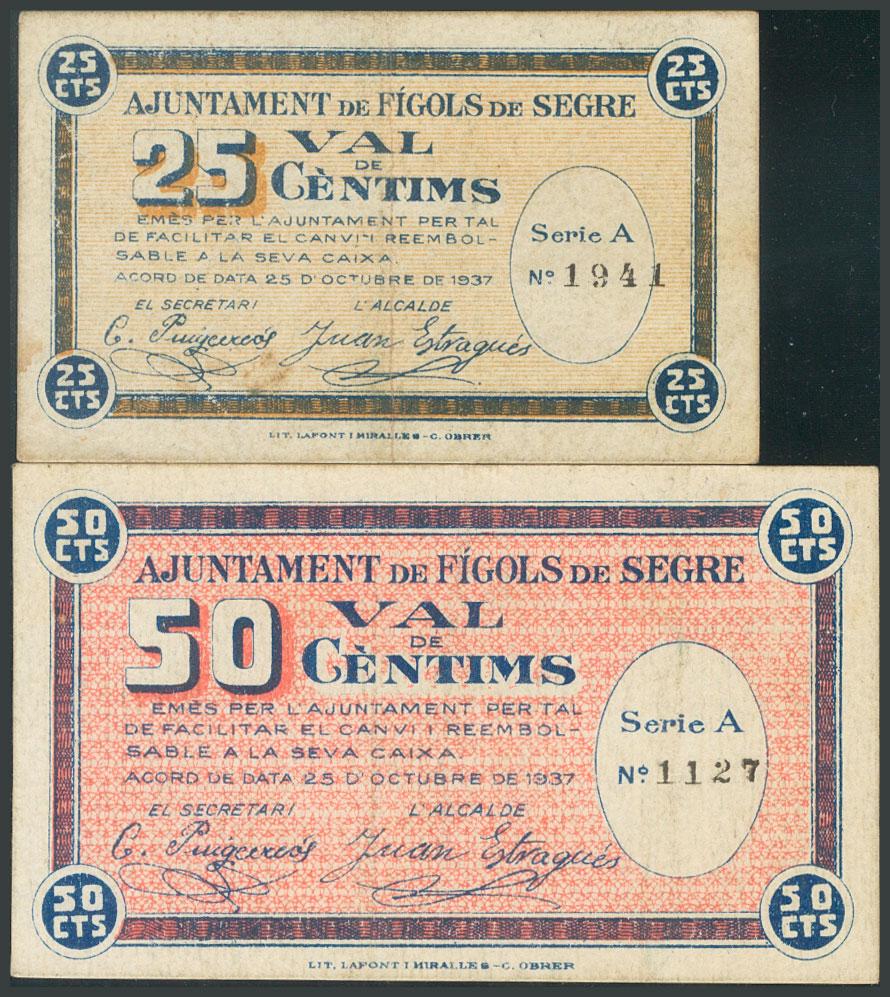 25 CTS
25 CTS
AJUNTAMENT DE FÍGOLS DE SEGRE
25 VAL
DE
CÈNTIMS
EMÈS PER L'AJUNTAMENT PER TAL
DE FACILITAR EL CANVI I REEMBOL-
SABLE A LA SEVA CAIXA.
ACORD DE DATA 25 D'OCTUBRE DE 1937
Serie A
Nº 1941
EL SECRETARI L'ALCALDE
C. Puigcercós Juan Estragués
25 CTS
25 CTS
LIT. LAFONT I MIRALLES - C. OBRER
50 CTS
50 CTS
AJUNTAMENT DE FÍGOLS DE SEGRE
50 VAL
DE
CÈNTIMS
EMÈS PER L'AJUNTAMENT PER TAL
DE FACILITAR EL CANVI I REEMBOL-
SABLE A LA SEVA CAIXA.
ACORD DE DATA 25 D'OCTUBRE DE 1937
Serie A
Nº 1127
EL SECRETARI L'ALCALDE
C. Puigcercós Juan Estragués
50 CTS
50 CTS
LIT. LAFONT I MIRALLES - C. OBRER